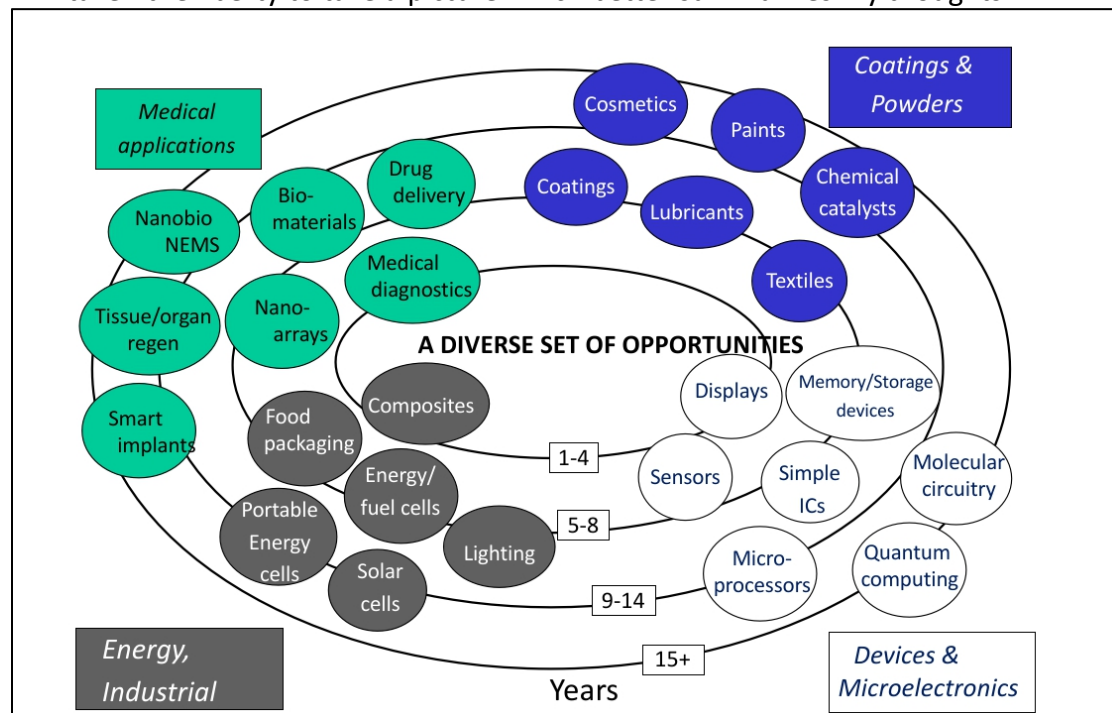 Coatings &
Powders
Medical
applications
Cosmetics
Paints
Drug
delivery
Coatings
Chemical
catalysts
Bio-
materials
Lubricants
Nanobio
NEMS
Medical
diagnostics
Textiles
Tissue/organ
regen
Nano-
arrays
A DIVERSE SET OF OPPORTUNITIES
Composites
Displays
Memory/Storage
devices
Smart
implants
Food
packaging
1-4
Sensors
Simple
ICs
Molecular
circuitry
Energy/
fuel cells
Portable
Energy
cells
5-8
Lighting
Solar
cells
Micro-
processors
Quantum
computing
9-14
15+
Energy,
Industrial
Years
Devices &
Microelectronics